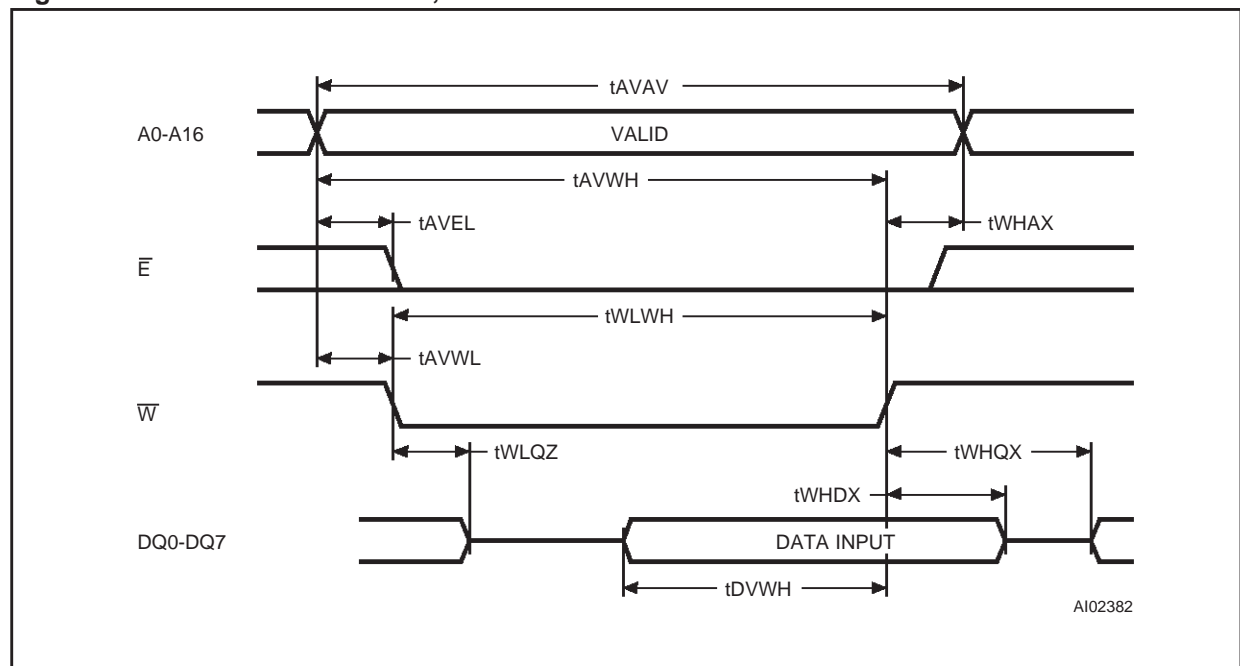 tAVAV
A0-A16
VALID
tAVWH
tAVEL
tWHAX
E̅
tWLWH
tAVWL
W̅
tWLQZ
tWHQX
tWHDX
DQ0-DQ7
DATA INPUT
tDVWH
AI02382